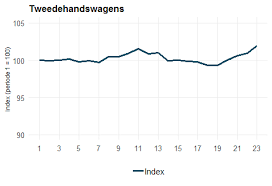 Tweedehandswagens
Index (periode 1 = 100)
105
100
95
90
1 3 5 7 9 11 13 15 17 19 21 23
Index